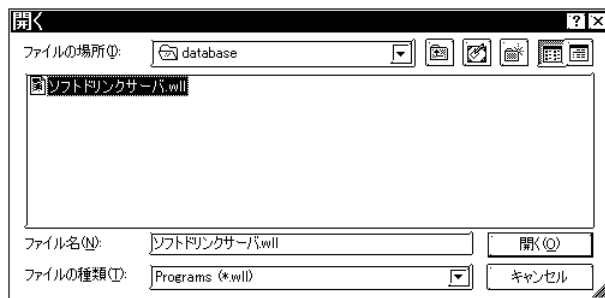 開く
ファイルの場所(I):
database
ソフトドリンクサーバ.wll
ファイル名(N):
ソフトドリンクサーバ.wll
開く(O)
ファイルの種類(T):
Programs (*.wll)
キャンセル